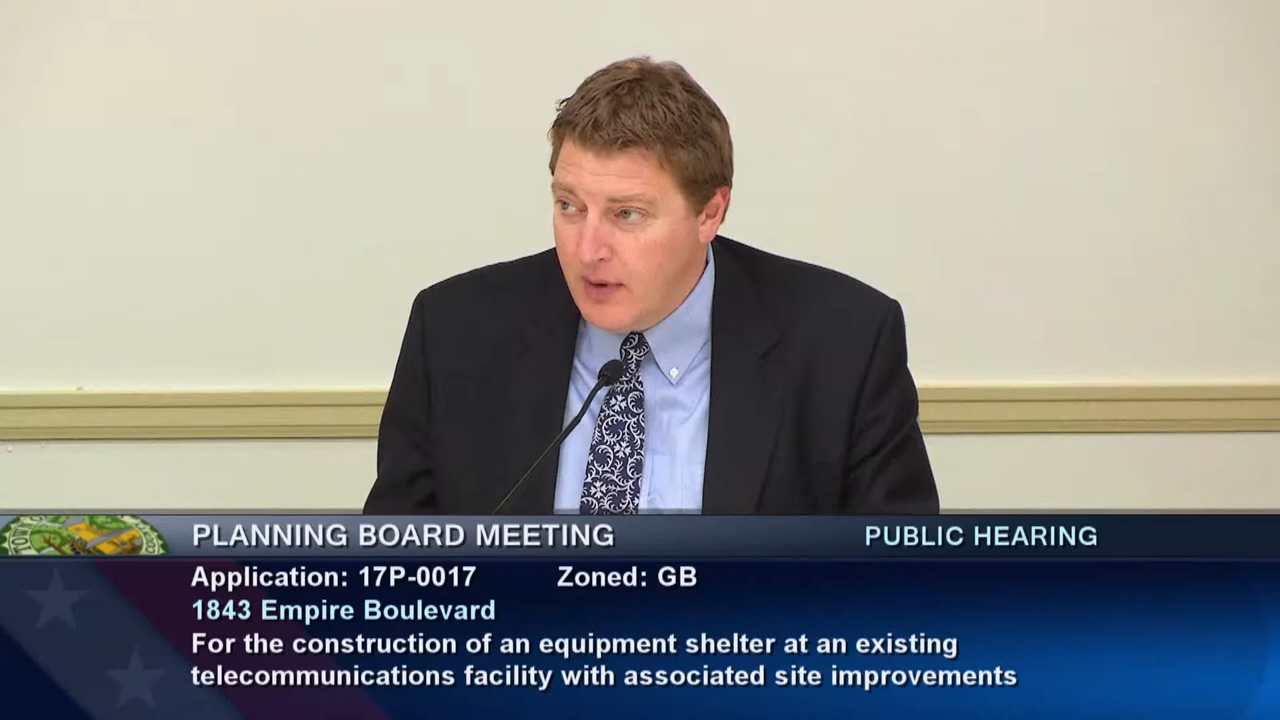 PLANNING BOARD MEETING
PUBLIC HEARING
Application: 17P-0017
Zoned: GB
1843 Empire Boulevard
For the construction of an equipment shelter at an existing
telecommunications facility with associated site improvements